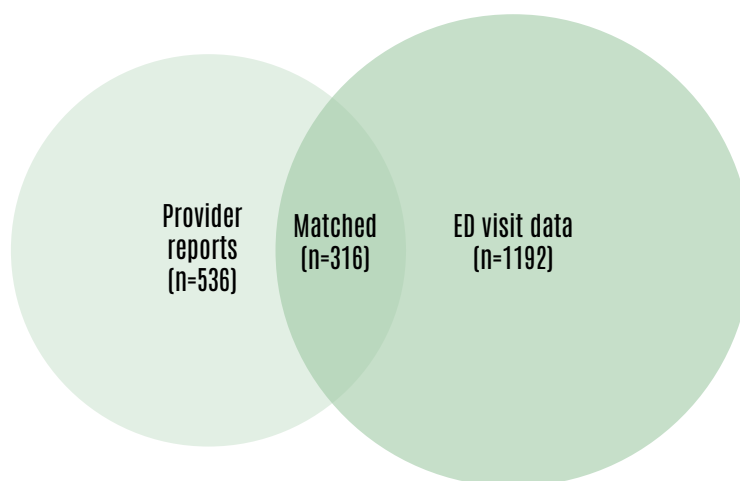 Provider
reports
(n=536)
Matched
(n=316)
ED visit data
(n=1192)